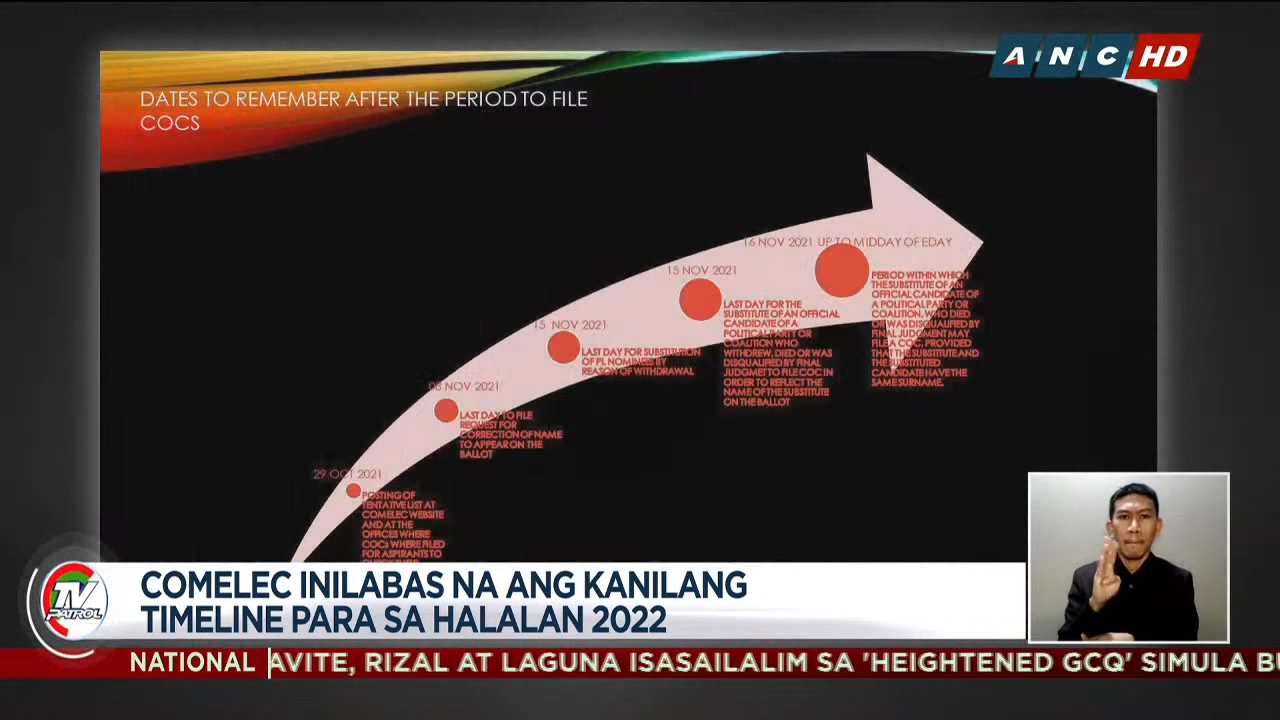 ANC HD
DATES TO REMEMBER AFTER THE PERIOD TO FILE
COCS
16 NOV 2021 UP TO MIDDAY OF EDAY
PERIOD WITHIN WHICH
THE SUBSTITUTE OF AN
OFFICIAL CANDIDATE OF
A POLITICAL PARTY OR
COALITION, WHO DIED
OR WAS DISQUALIFIED BY
FINAL JUDGMENT MAY
FILE A COC, PROVIDED
THAT THE SUBSTITUTE AND
THE SUBSTITUTED
CANDIDATE HAVE THE
SAME SURNAME.
15 NOV 2021
LAST DAY FOR THE
SUBSTITUTE OF AN OFFICIAL
CANDIDATE OF A
POLITICAL PARTY OR
COALITION WHO
WITHDREW, DIED OR WAS
DISQUALIFIED BY FINAL
JUDGMET TO FILE COC IN
ORDER TO REFLECT THE
NAME OF THE SUBSTITUTE
ON THE BALLOT
15 NOV 2021
LAST DAY FOR SUBSTITUTION
OF PL NOMINEES BY
REASON OF WITHDRAWAL
08 NOV 2021
LAST DAY TO FILE
REQUEST FOR
CORRECTION OF NAME
TO APPEAR ON THE
BALLOT
29 OCT 2021
POSTING OF
TENTATIVE LIST AT
COMELEC WEBSITE
AND AT THE
OFFICES WHERE
COCs WHERE FILED
FOR ASPIRANTS TO
TV
PATROL
COMELEC INILABAS NA ANG KANILANG
TIMELINE PARA SA HALALAN 2022
NATIONAL AVITE, RIZAL AT LAGUNA ISASAILALIM SA 'HEIGHTENED GCQ' SIMULA